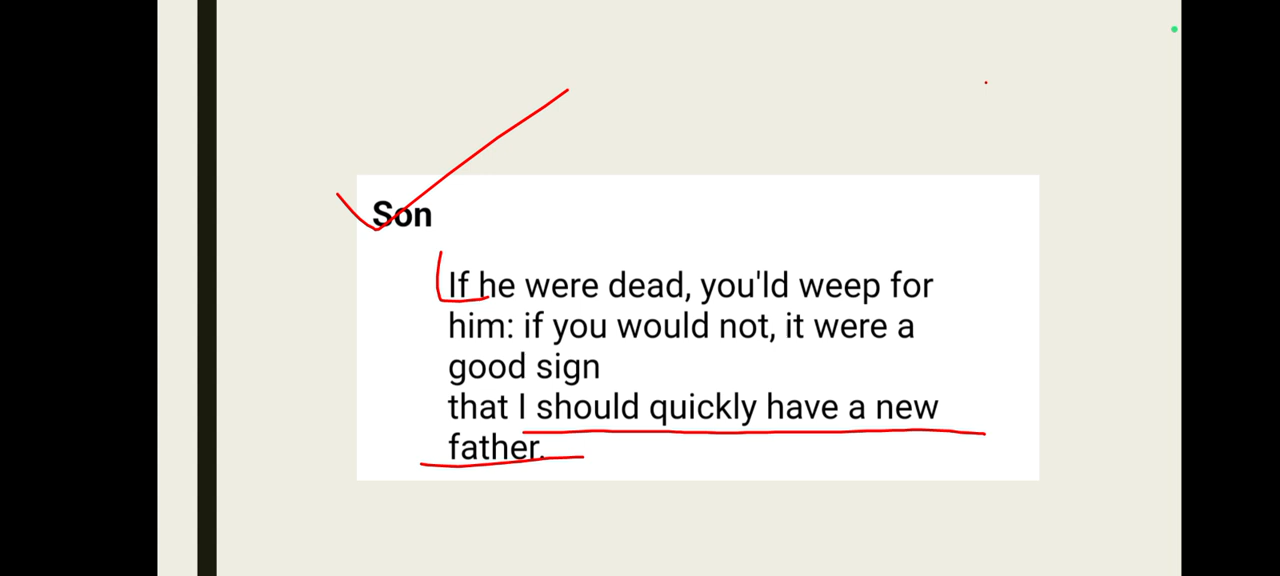 Son
If he were dead, you'ld weep for
him: if you would not, it were a
good sign
that I should quickly have a new
father.